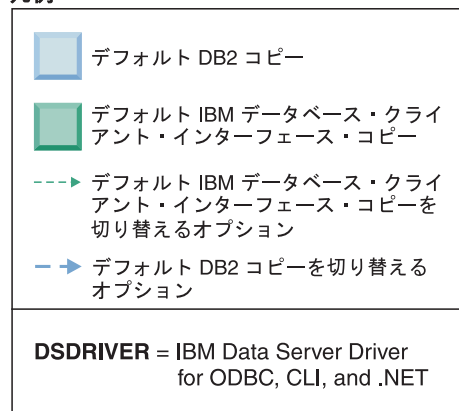 デフォルト DB2 コピー
デフォルト IBM データベース・クライ
アント・インターフェース・コピー
デフォルト IBM データベース・クライ
アント・インターフェース・コピーを
切り替えるオプション
デフォルト DB2 コピーを切り替える
オプション
DSDRIVER = IBM Data Server Driver
for ODBC, CLI, and .NET